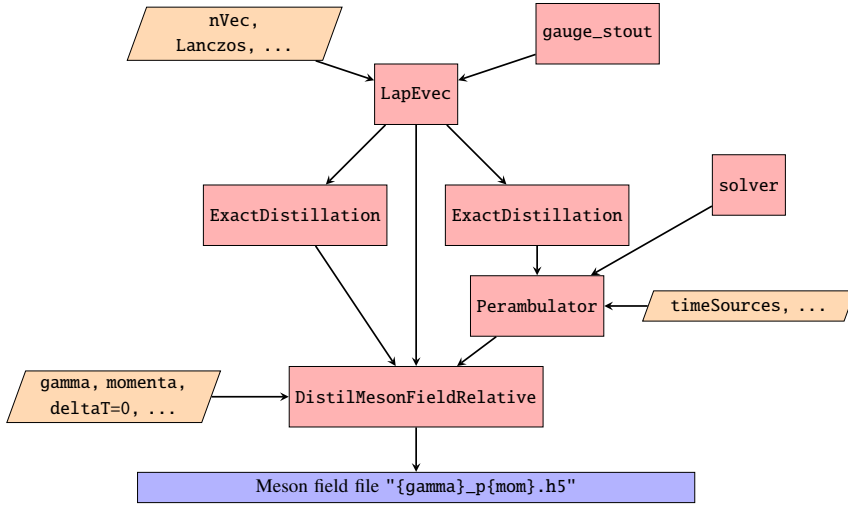 nVec,
Lanczos, ...
gauge_stout
LapEvec
solver
ExactDistillation
ExactDistillation
Perambulator
timeSources, ...
gamma, momenta,
deltaT=0, ...
DistilMesonFieldRelative
Meson field file "{gamma}_p{mom}.h5"